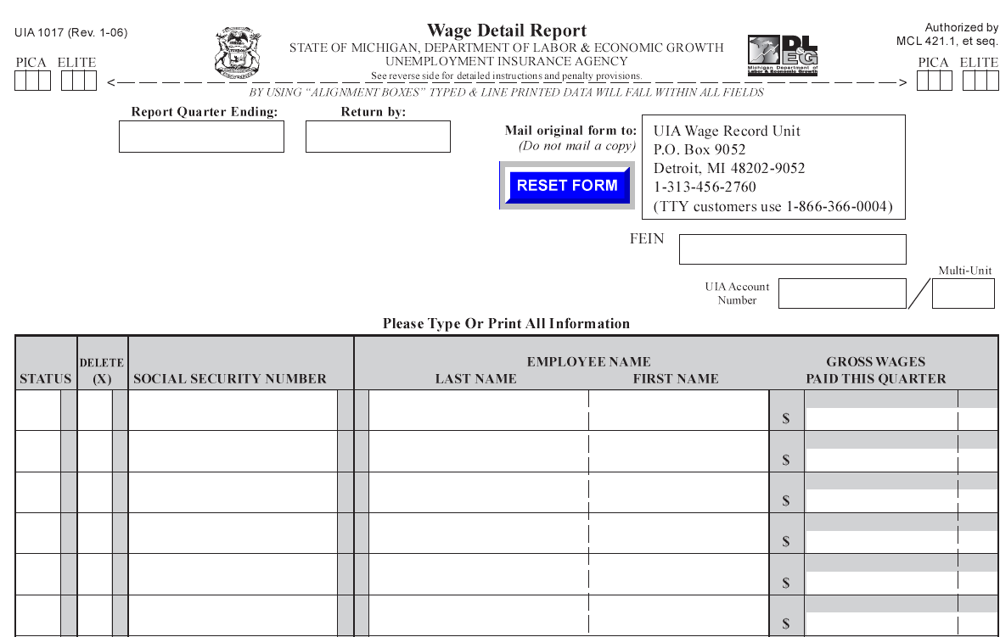 UIA 1017 (Rev. 1-06)
Wage Detail Report
Authorized by
MCL 421.1, et seq.
STATE OF MICHIGAN, DEPARTMENT OF LABOR & ECONOMIC GROWTH
UNEMPLOYMENT INSURANCE AGENCY
See reverse side for detailed instructions and penalty provisions.
DL
&EG
Michigan Department of
Labor & Economic Growth
PICA ELITE
PICA ELITE
BY USING “ALIGNMENT BOXES” TYPED & LINE PRINTED DATA WILL FALL WITHIN ALL FIELDS
Report Quarter Ending:
Return by:
Mail original form to:
(Do not mail a copy)
UIA Wage Record Unit
P.O. Box 9052
Detroit, MI 48202-9052
1-313-456-2760
(TTY customers use 1-866-366-0004)
RESET FORM
FEIN
UIA Account
Number
/
Multi-Unit
Please Type Or Print All Information
STATUS
DELETE
(X)
SOCIAL SECURITY NUMBER
EMPLOYEE NAME
LAST NAME
FIRST NAME
GROSS WAGES
PAID THIS QUARTER
$
$
$
$
$
$